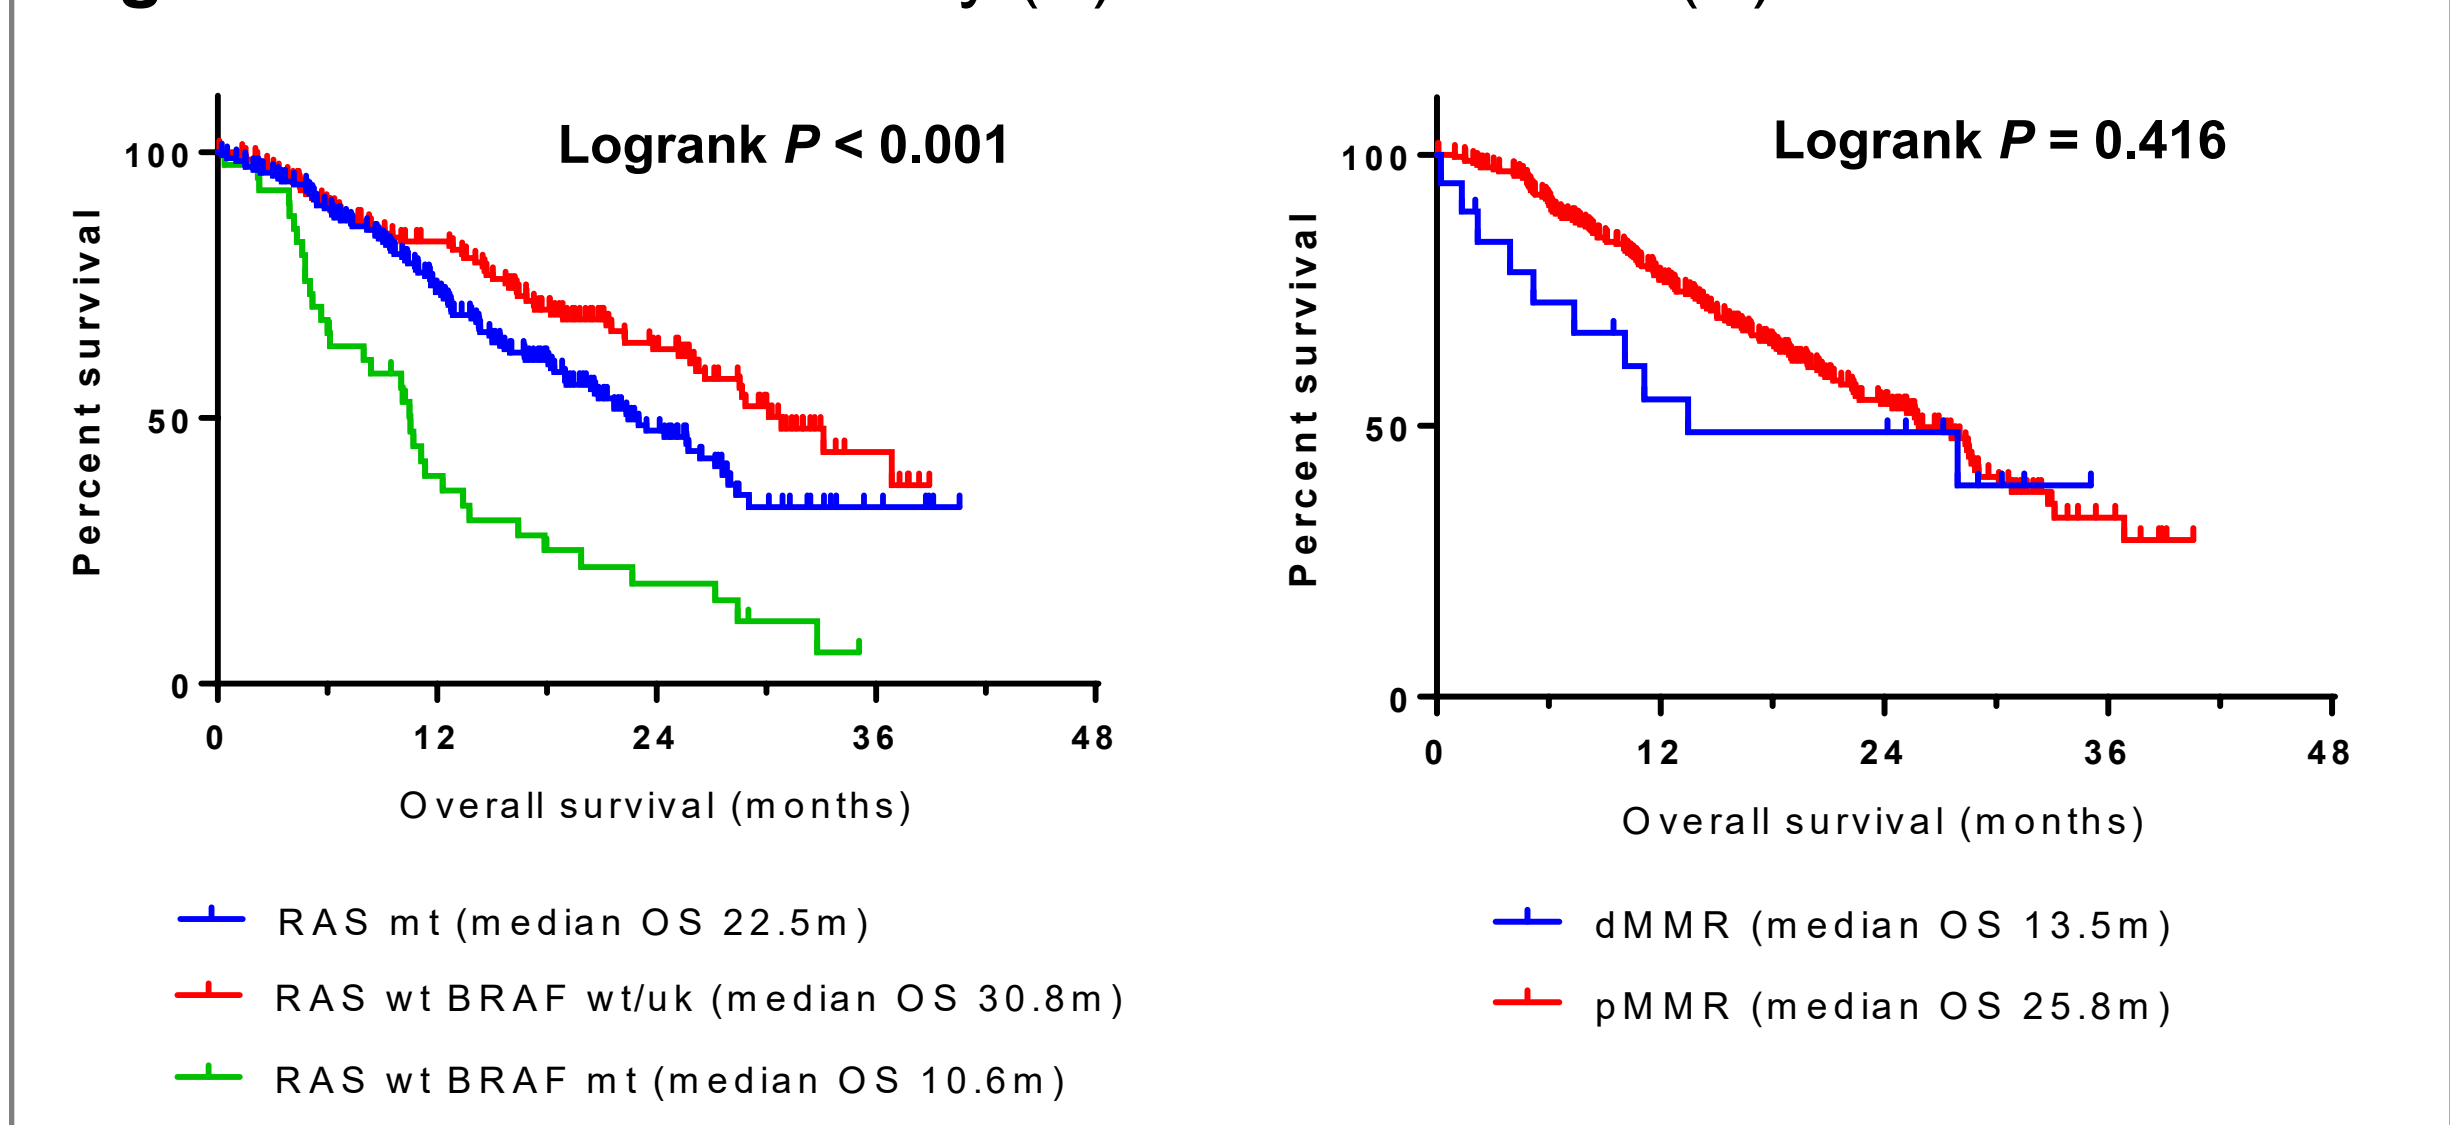 Logrank P < 0.001
100
50
0
Percent survival
0 12 24 36 48
Overall survival (months)
RAS mt (median OS 22.5m)
RAS wt BRAF wt/uk (median OS 30.8m)
RAS wt BRAF mt (median OS 10.6m)
Logrank P = 0.416
100
50
0
Percent survival
0 12 24 36 48
Overall survival (months)
dMMR (median OS 13.5m)
pMMR (median OS 25.8m)